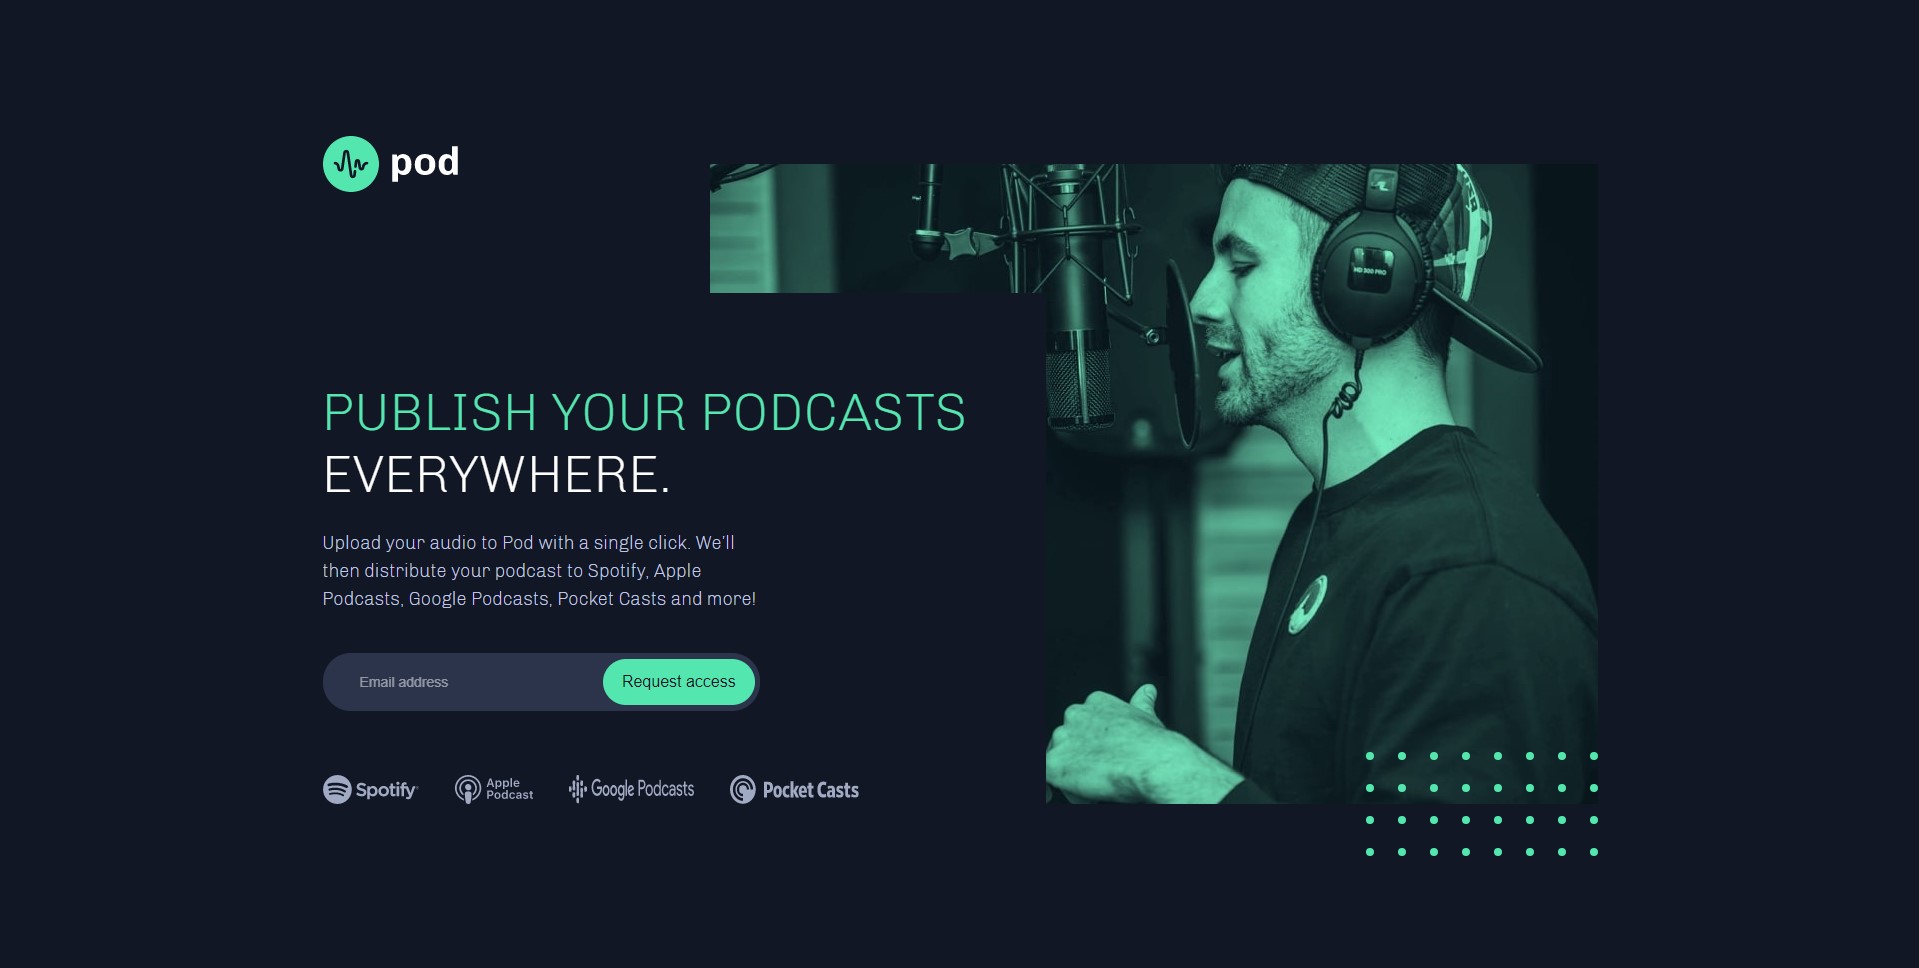 pod
HD 300 PRO
PUBLISH YOUR PODCASTS
EVERYWHERE.
Upload your audio to Pod with a single click. We'll
then distribute your podcast to Spotify, Apple
Podcasts, Google Podcasts, Pocket Casts and more!
Email address
Request access
Spotify
Apple
Podcast
Google Podcasts
Pocket Casts